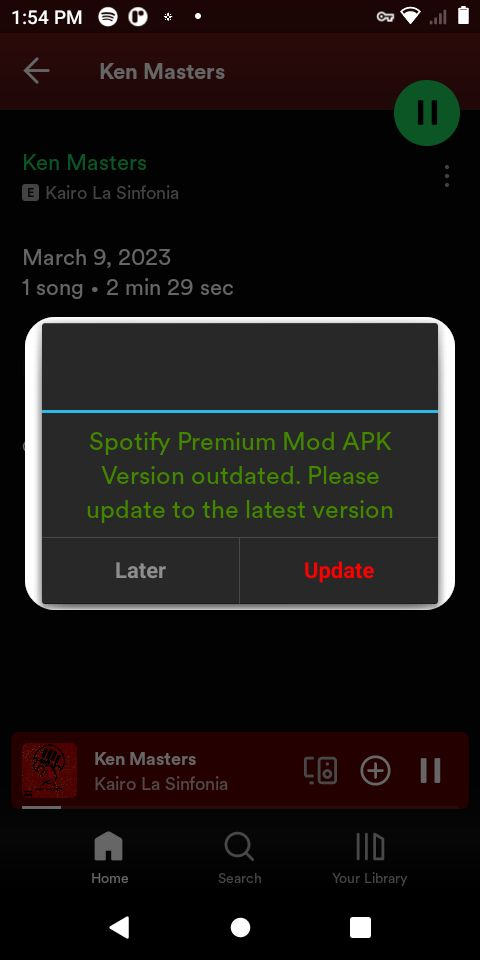 1:54 PM
Ken Masters
Ken Masters
E Kairo La Sinfonia
March 9, 2023
1 song • 2 min 29 sec
Spotify Premium Mod APK
Version outdated. Please
update to the latest version
Later
Update
Ken Masters
Kairo La Sinfonia
Home
Search
Your Library